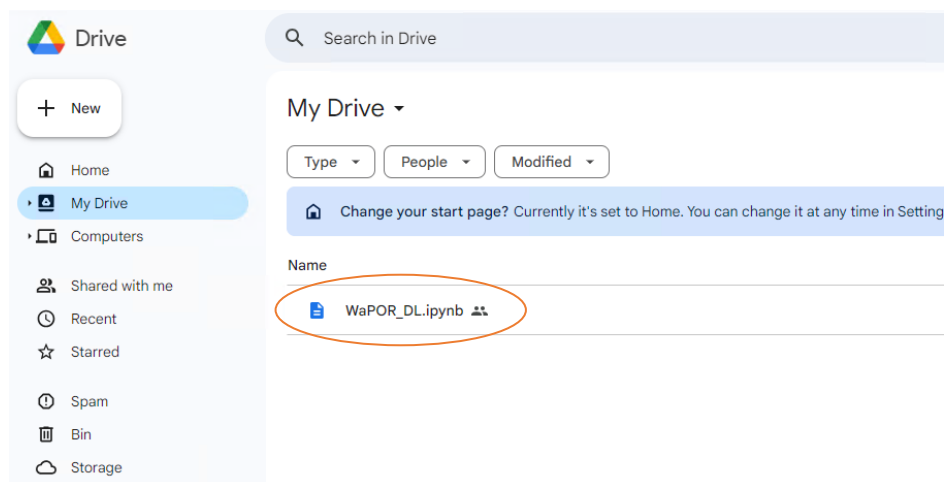 Drive
Search in Drive
New
Home
My Drive
Computers
Shared with me
Recent
Starred
Spam
Bin
Storage
My Drive
Type People Modified
Change your start page? Currently it's set to Home. You can change it at any time in Setting
Name
WaPOR_DL.ipynb